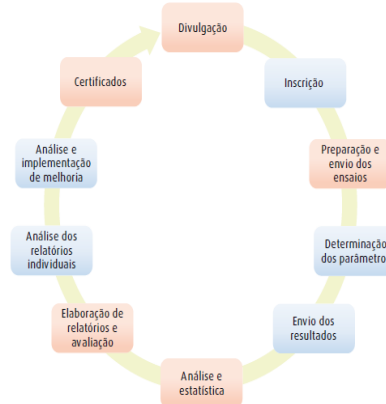 Divulgação
Inscrição
Preparação e
envio dos
ensaios
Determinação
dos parâmetro
Envio dos
resultados
Análise e
estatística
Elaboração de
relatórios e
avaliação
Análise dos
relatórios
individuais
Análise e
implementação
de melhoria
Certificados